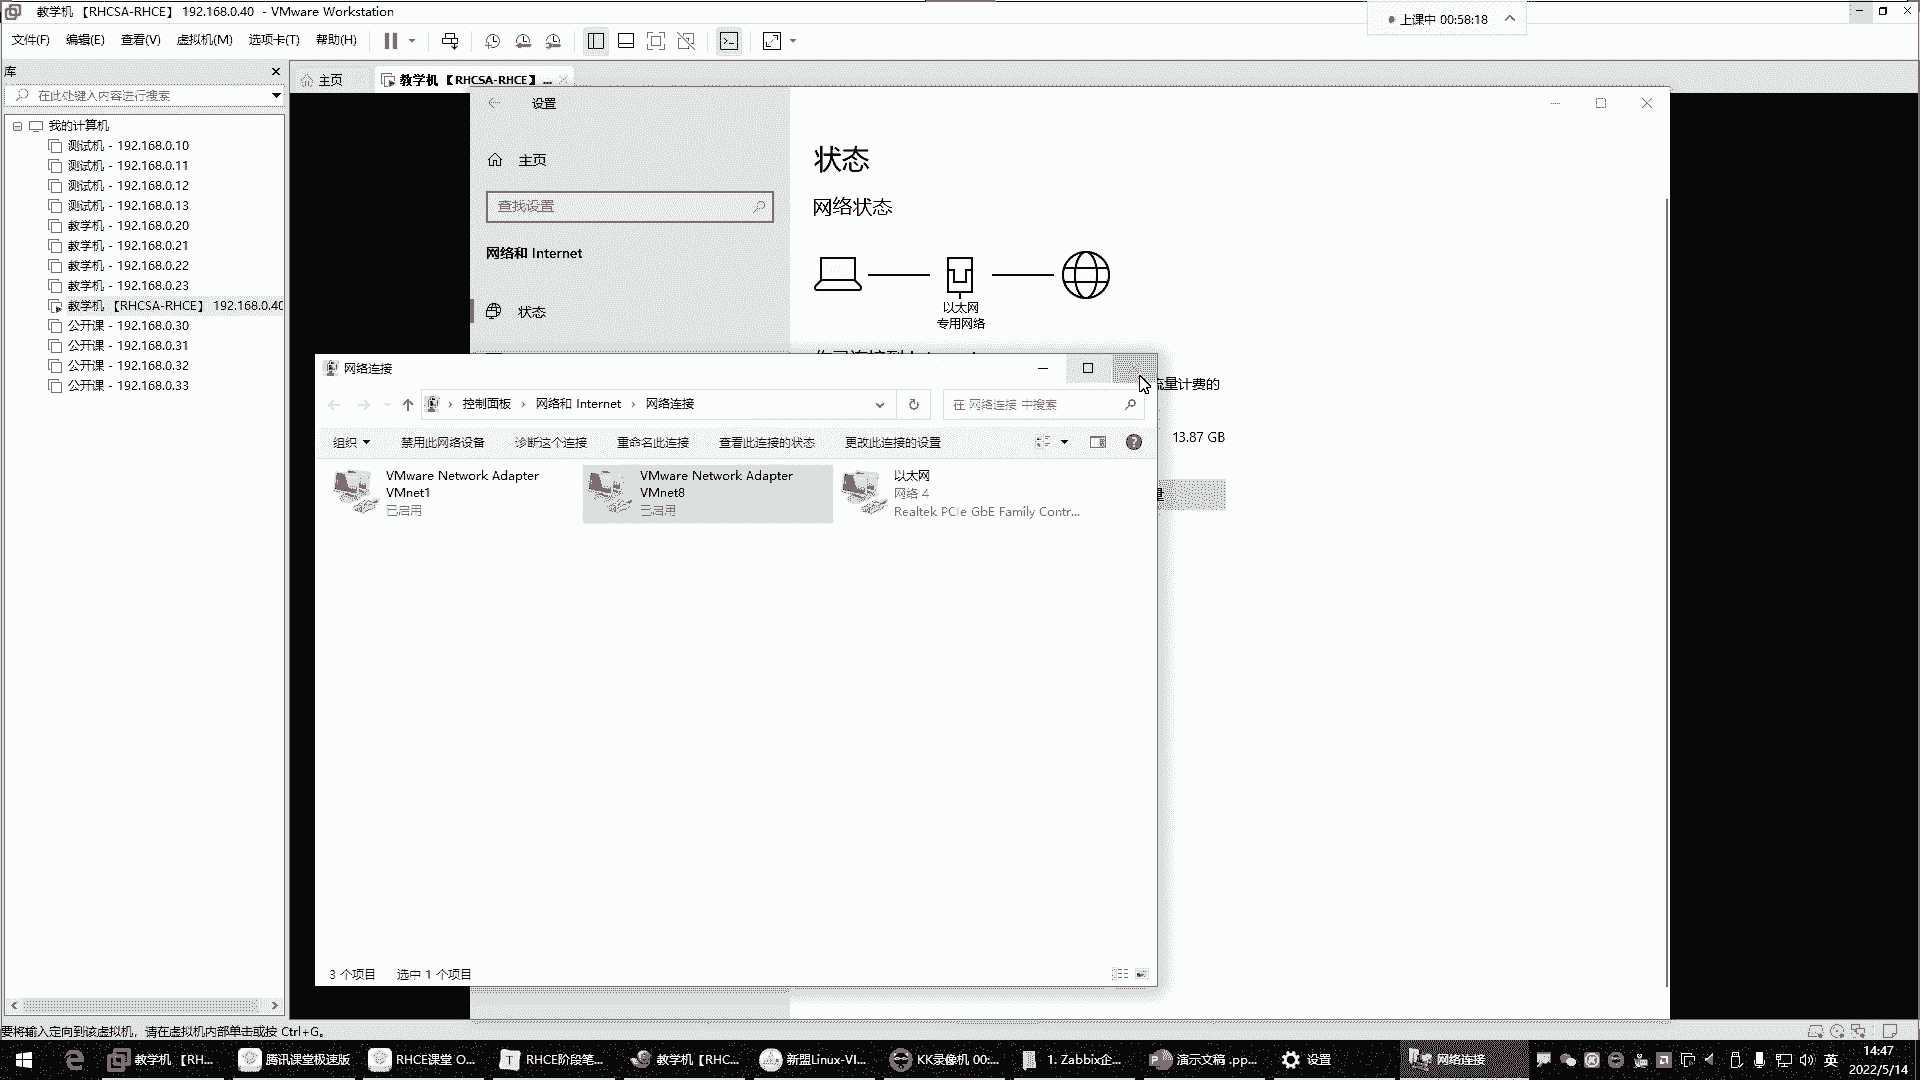 教学机 【RHCSA-RHCE】 192.168.0.40 - VMware Workstation
上课中 00:58:18
文件(F) 编辑(E) 查看(V) 虚拟机(M) 选项卡(T) 帮助(H)
库
主页
教学机 【RHCSA-RHCE】 ...
在此处键入内容进行搜索
我的计算机
测试机 - 192.168.0.10
测试机 - 192.168.0.11
测试机 - 192.168.0.12
测试机 - 192.168.0.13
教学机 - 192.168.0.20
教学机 - 192.168.0.21
教学机 - 192.168.0.22
教学机 - 192.168.0.23
教学机 【RHCSA-RHCE】 192.168.0.40
公开课 - 192.168.0.30
公开课 - 192.168.0.31
公开课 - 192.168.0.32
公开课 - 192.168.0.33
设置
主页
查找设置
网络和 Internet
状态
状态
网络状态
以太网
专用网络
流量计费的
13.87 GB
网络连接
控制面板 › 网络和 Internet › 网络连接
在 网络连接 中搜索
组织 禁用此网络设备 诊断这个连接 重命名此连接 查看此连接的状态 更改此连接的设置
VMware Network Adapter
VMnet1
已启用
VMware Network Adapter
VMnet8
已启用
以太网
网络 4
Realtek PCIe GbE Family Contr...
3 个项目 选中 1 个项目
要将输入定向到该虚拟机，请在虚拟机内部单击或按 Ctrl+G。
教学机 【RH...
腾讯课堂极速版
RHCE课堂 O...
RHCE阶段笔...
教学机【RHC...
新盟Linux-VI...
KK录像机 00:...
1. Zabbix企...
演示文稿 .pp...
设置
网络连接
英
14:47
2022/5/14